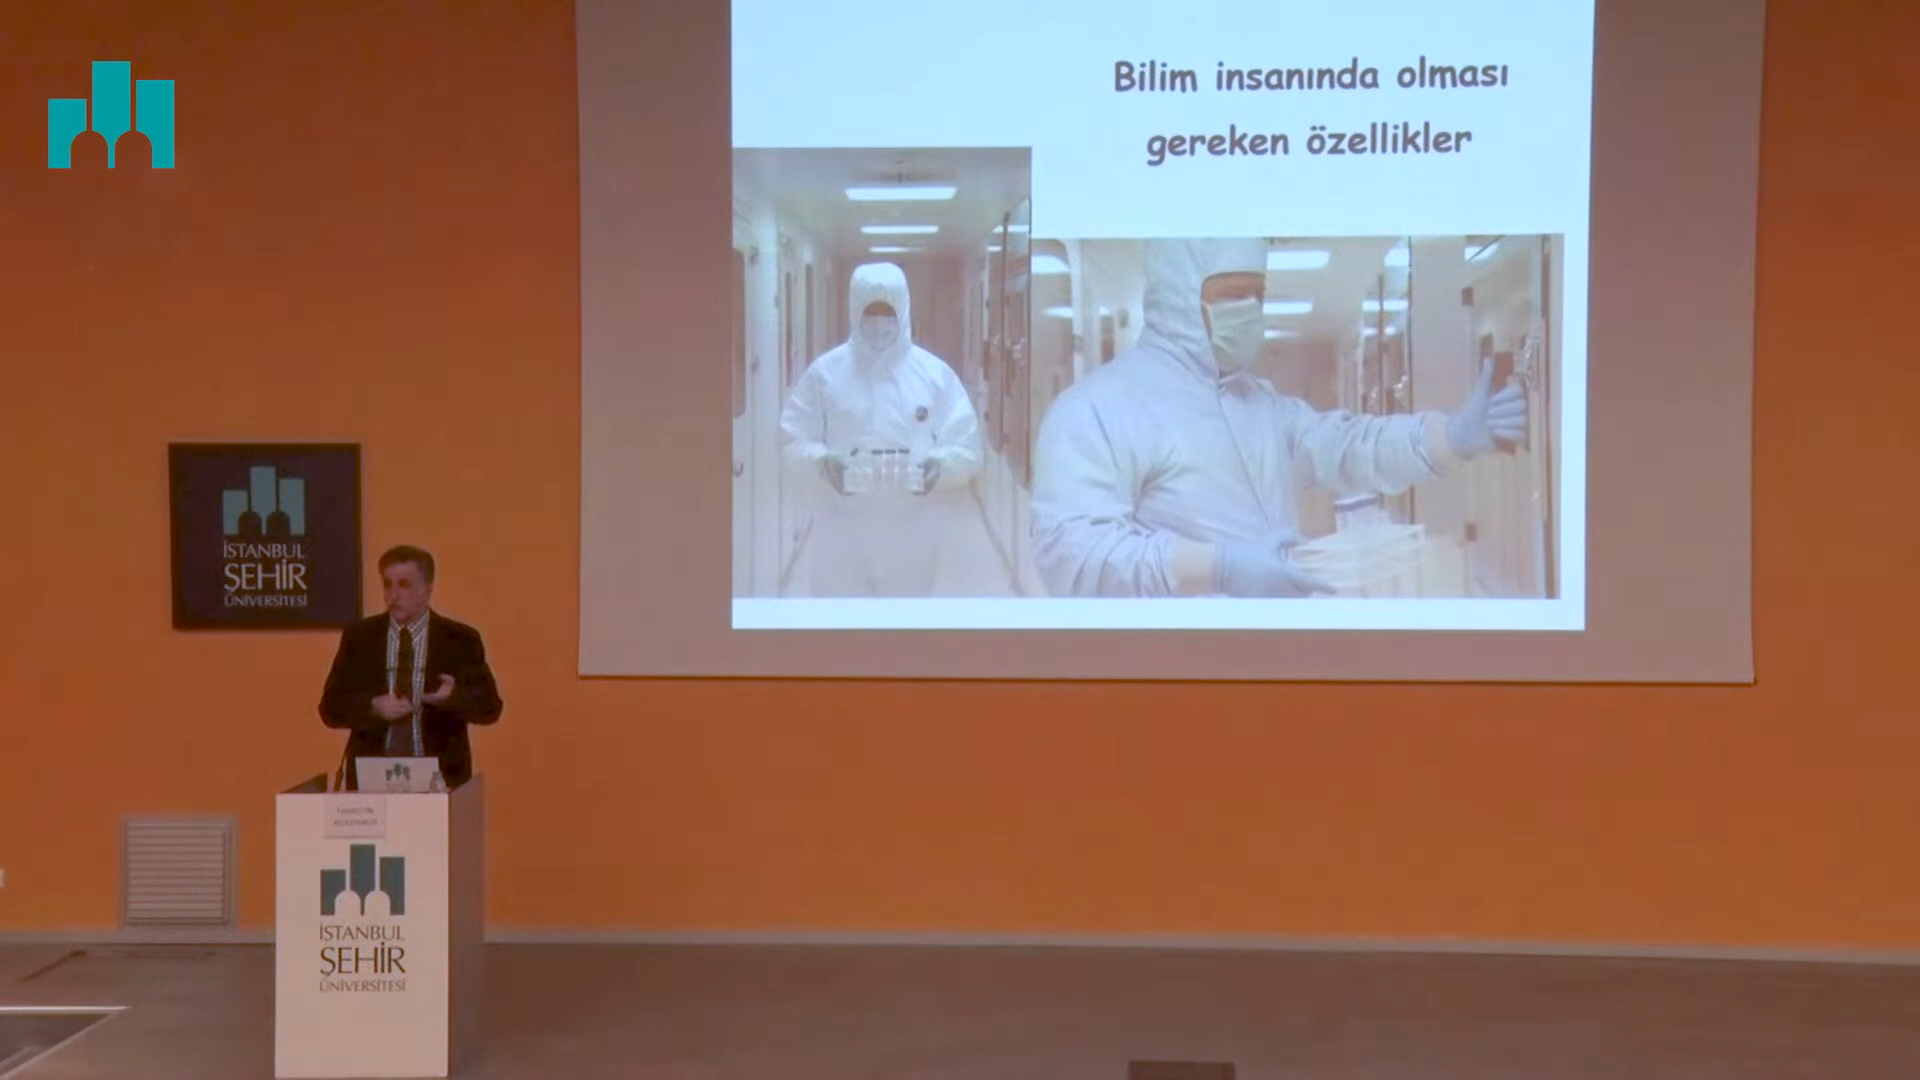 Bilim insanında olması
gereken özellikler
İSTANBUL
ŞEHİR
ÜNİVERSİTESİ
İSTANBUL
ŞEHİR
ÜNİVERSİTESİ